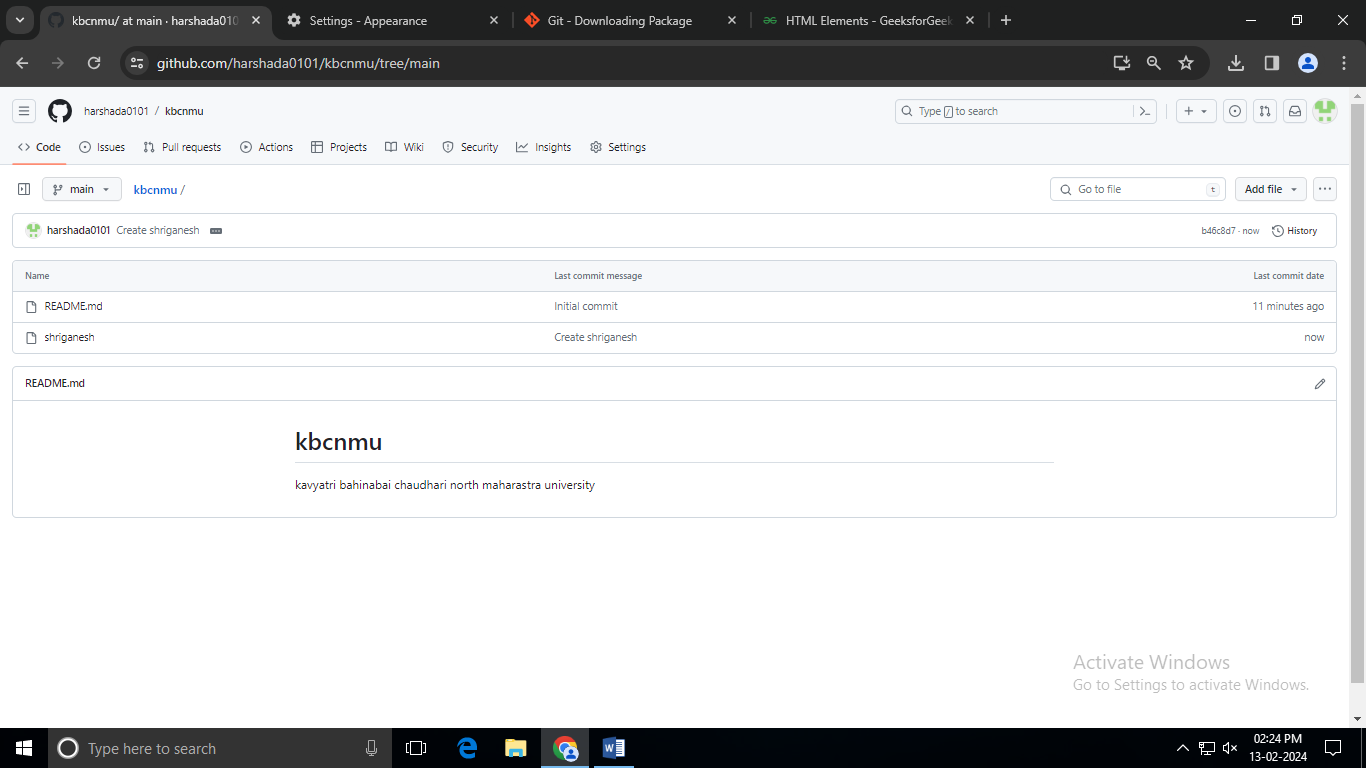 kbcnmu/ at main · harshada010
Settings - Appearance
Git - Downloading Package
HTML Elements - GeeksforGeek
github.com/harshada0101/kbcnmu/tree/main
harshada0101 / kbcnmu
Type / to search
Code
Issues
Pull requests
Actions
Projects
Wiki
Security
Insights
Settings
main
kbcnmu /
Go to file
t
Add file
harshada0101 Create shriganesh
b46c8d7 · now
History
Name
Last commit message
Last commit date
README.md
Initial commit
11 minutes ago
shriganesh
Create shriganesh
now
README.md
kbcnmu
kavyatri bahinabai chaudhari north maharastra university
Activate Windows
Go to Settings to activate Windows.
Type here to search
02:24 PM
13-02-2024